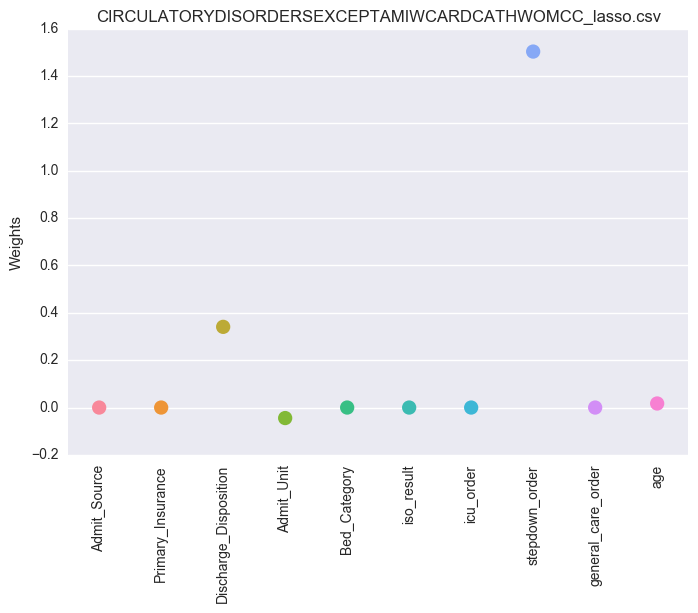 CIRCULATORYDISORDERSEXCEPTAMIWCARDCATHWOMCC_lasso.csv
1.6
1.4
1.2
1.0
0.8
0.6
0.4
0.2
0.0
−0.2
Weights
Admit_Source
Primary_Insurance
Discharge_Disposition
Admit_Unit
Bed_Category
iso_result
icu_order
stepdown_order
general_care_order
age